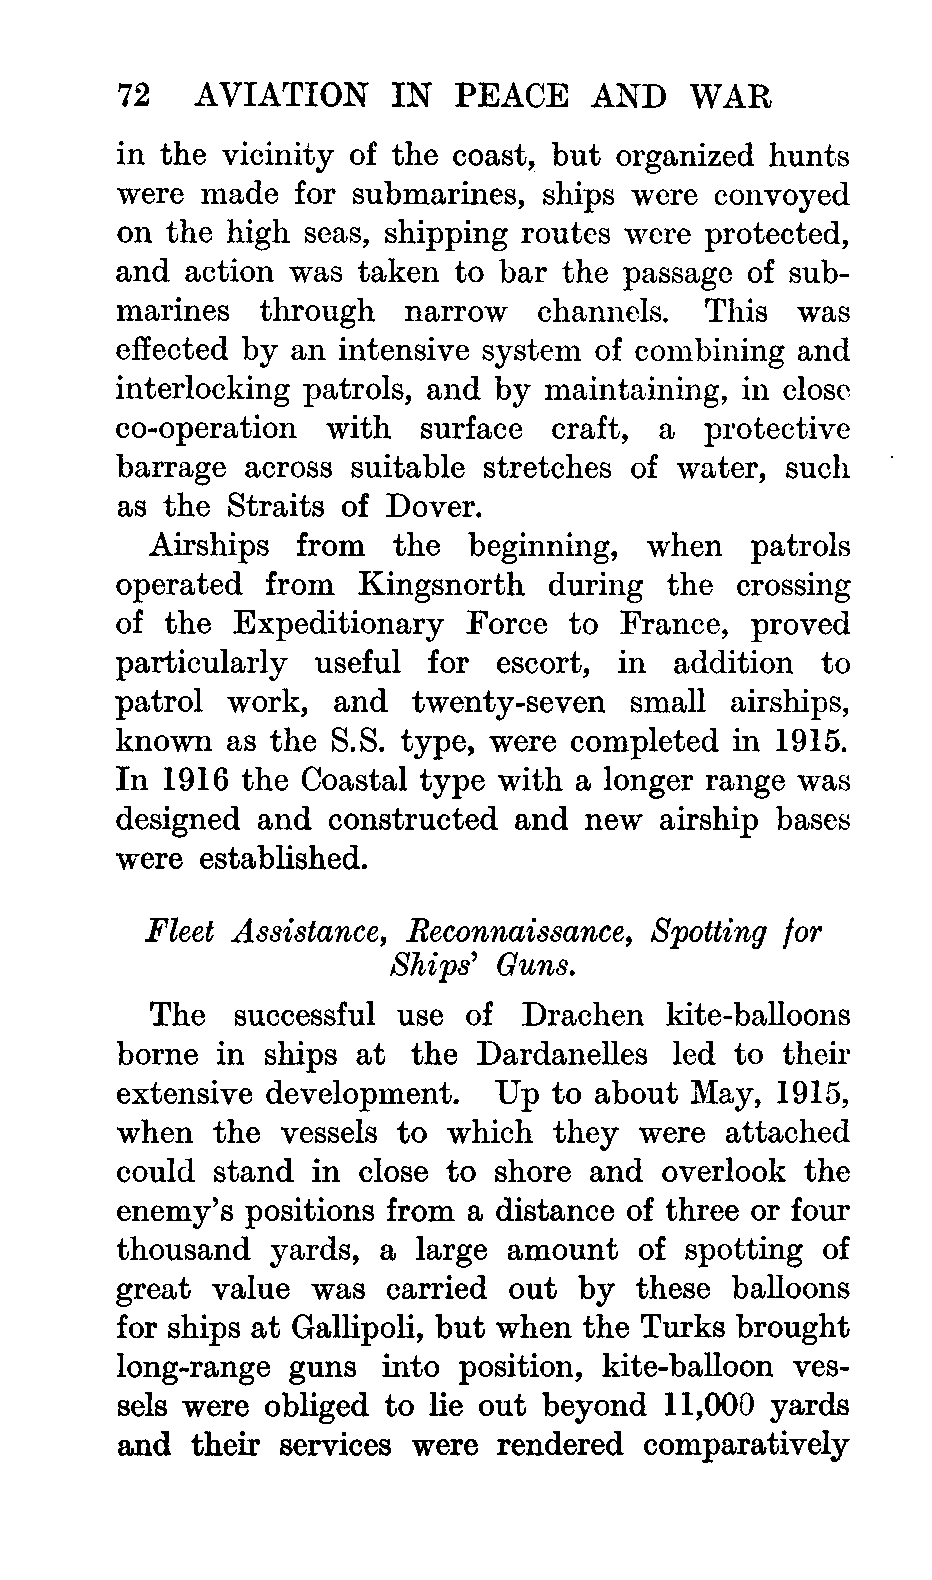 72 AVIATION IN PEACE AND WAR
in the vicinity of the coast, but organized hunts
were made for submarines, ships were convoyed
on the high seas, shipping routes were protected,
and action was taken to bar the passage of sub-
marines through narrow channels. This was
effected by an intensive system of combining and
interlocking patrols, and by maintaining, in close
co-operation with surface craft, a protective
barrage across suitable stretches of water, such
as the Straits of Dover.
Airships from the beginning, when patrols
operated from Kingsnorth during the crossing
of the Expeditionary Force to France, proved
particularly useful for escort, in addition to
patrol work, and twenty-seven small airships,
known as the S.S. type, were completed in 1915.
In 1916 the Coastal type with a longer range was
designed and constructed and new airship bases
were established.
Fleet Assistance, Reconnaissance, Spotting for
Ships' Guns.
The successful use of Drachen kite-balloons
borne in ships at the Dardanelles led to their
extensive development. Up to about May, 1915,
when the vessels to which they were attached
could stand in close to shore and overlook the
enemy's positions from a distance of three or four
thousand yards, a large amount of spotting of
great value was carried out by these balloons
for ships at Gallipoli, but when the Turks brought
long-range guns into position, kite-balloon ves-
sels were obliged to lie out beyond 11,000 yards
and their services were rendered comparatively